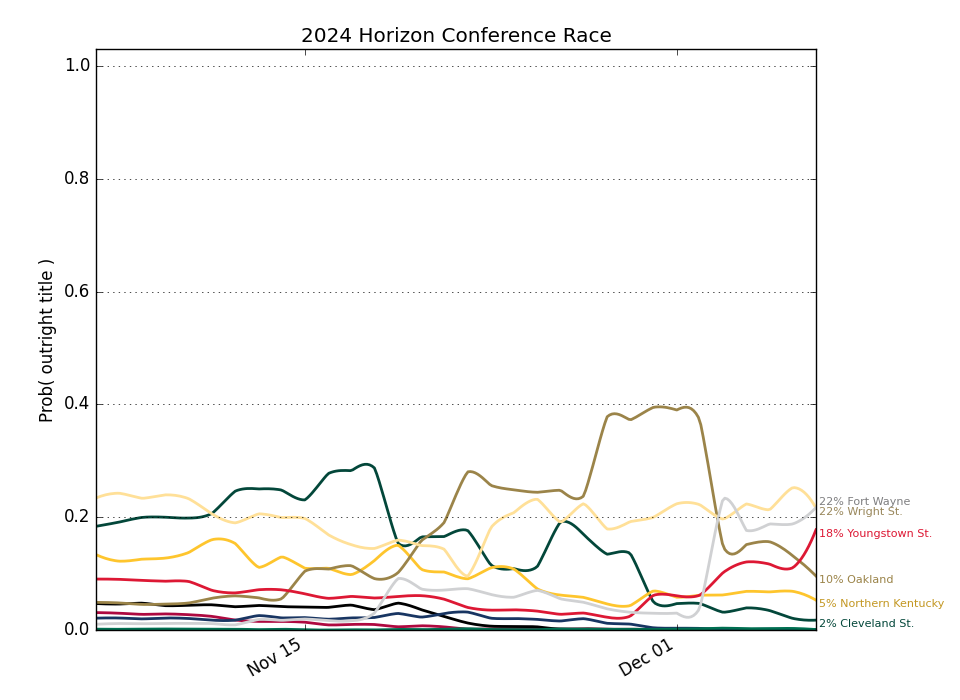 2024 Horizon Conference Race
1.0
0.8
0.6
0.4
0.2
0.0
Prob( outright title )
Nov 15
Dec 01
22% Fort Wayne
22% Wright St.
18% Youngstown St.
10% Oakland
5% Northern Kentucky
2% Cleveland St.